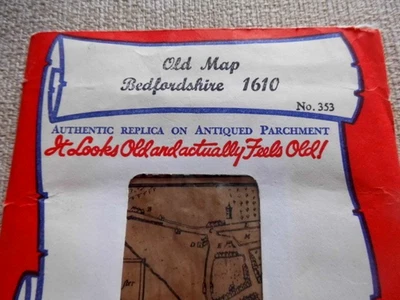 Old Map
Bedfordshire 1610
No. 353
AUTHENTIC REPLICA ON ANTIQUED PARCHMENT
It Looks Old and actually Feels Old!